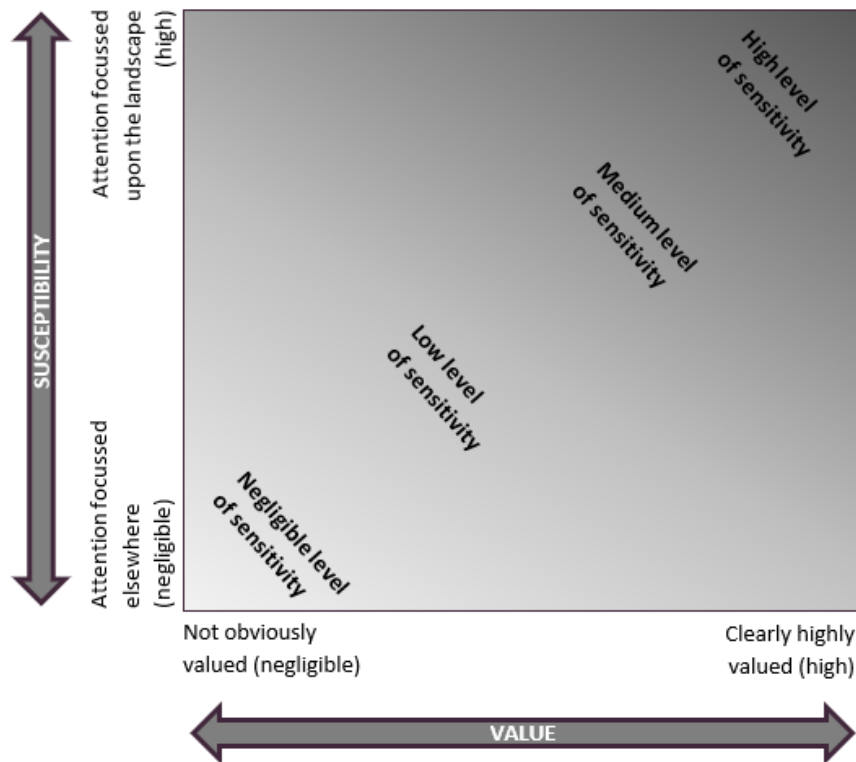 SUSCEPTIBILITY
Attention focussed
upon the landscape
(high)
Attention focussed
elsewhere
(negligible)
High level
of sensitivity
Medium level
of sensitivity
Low level
of sensitivity
Negligible level
of sensitivity
Not obviously
valued (negligible)
Clearly highly
valued (high)
VALUE